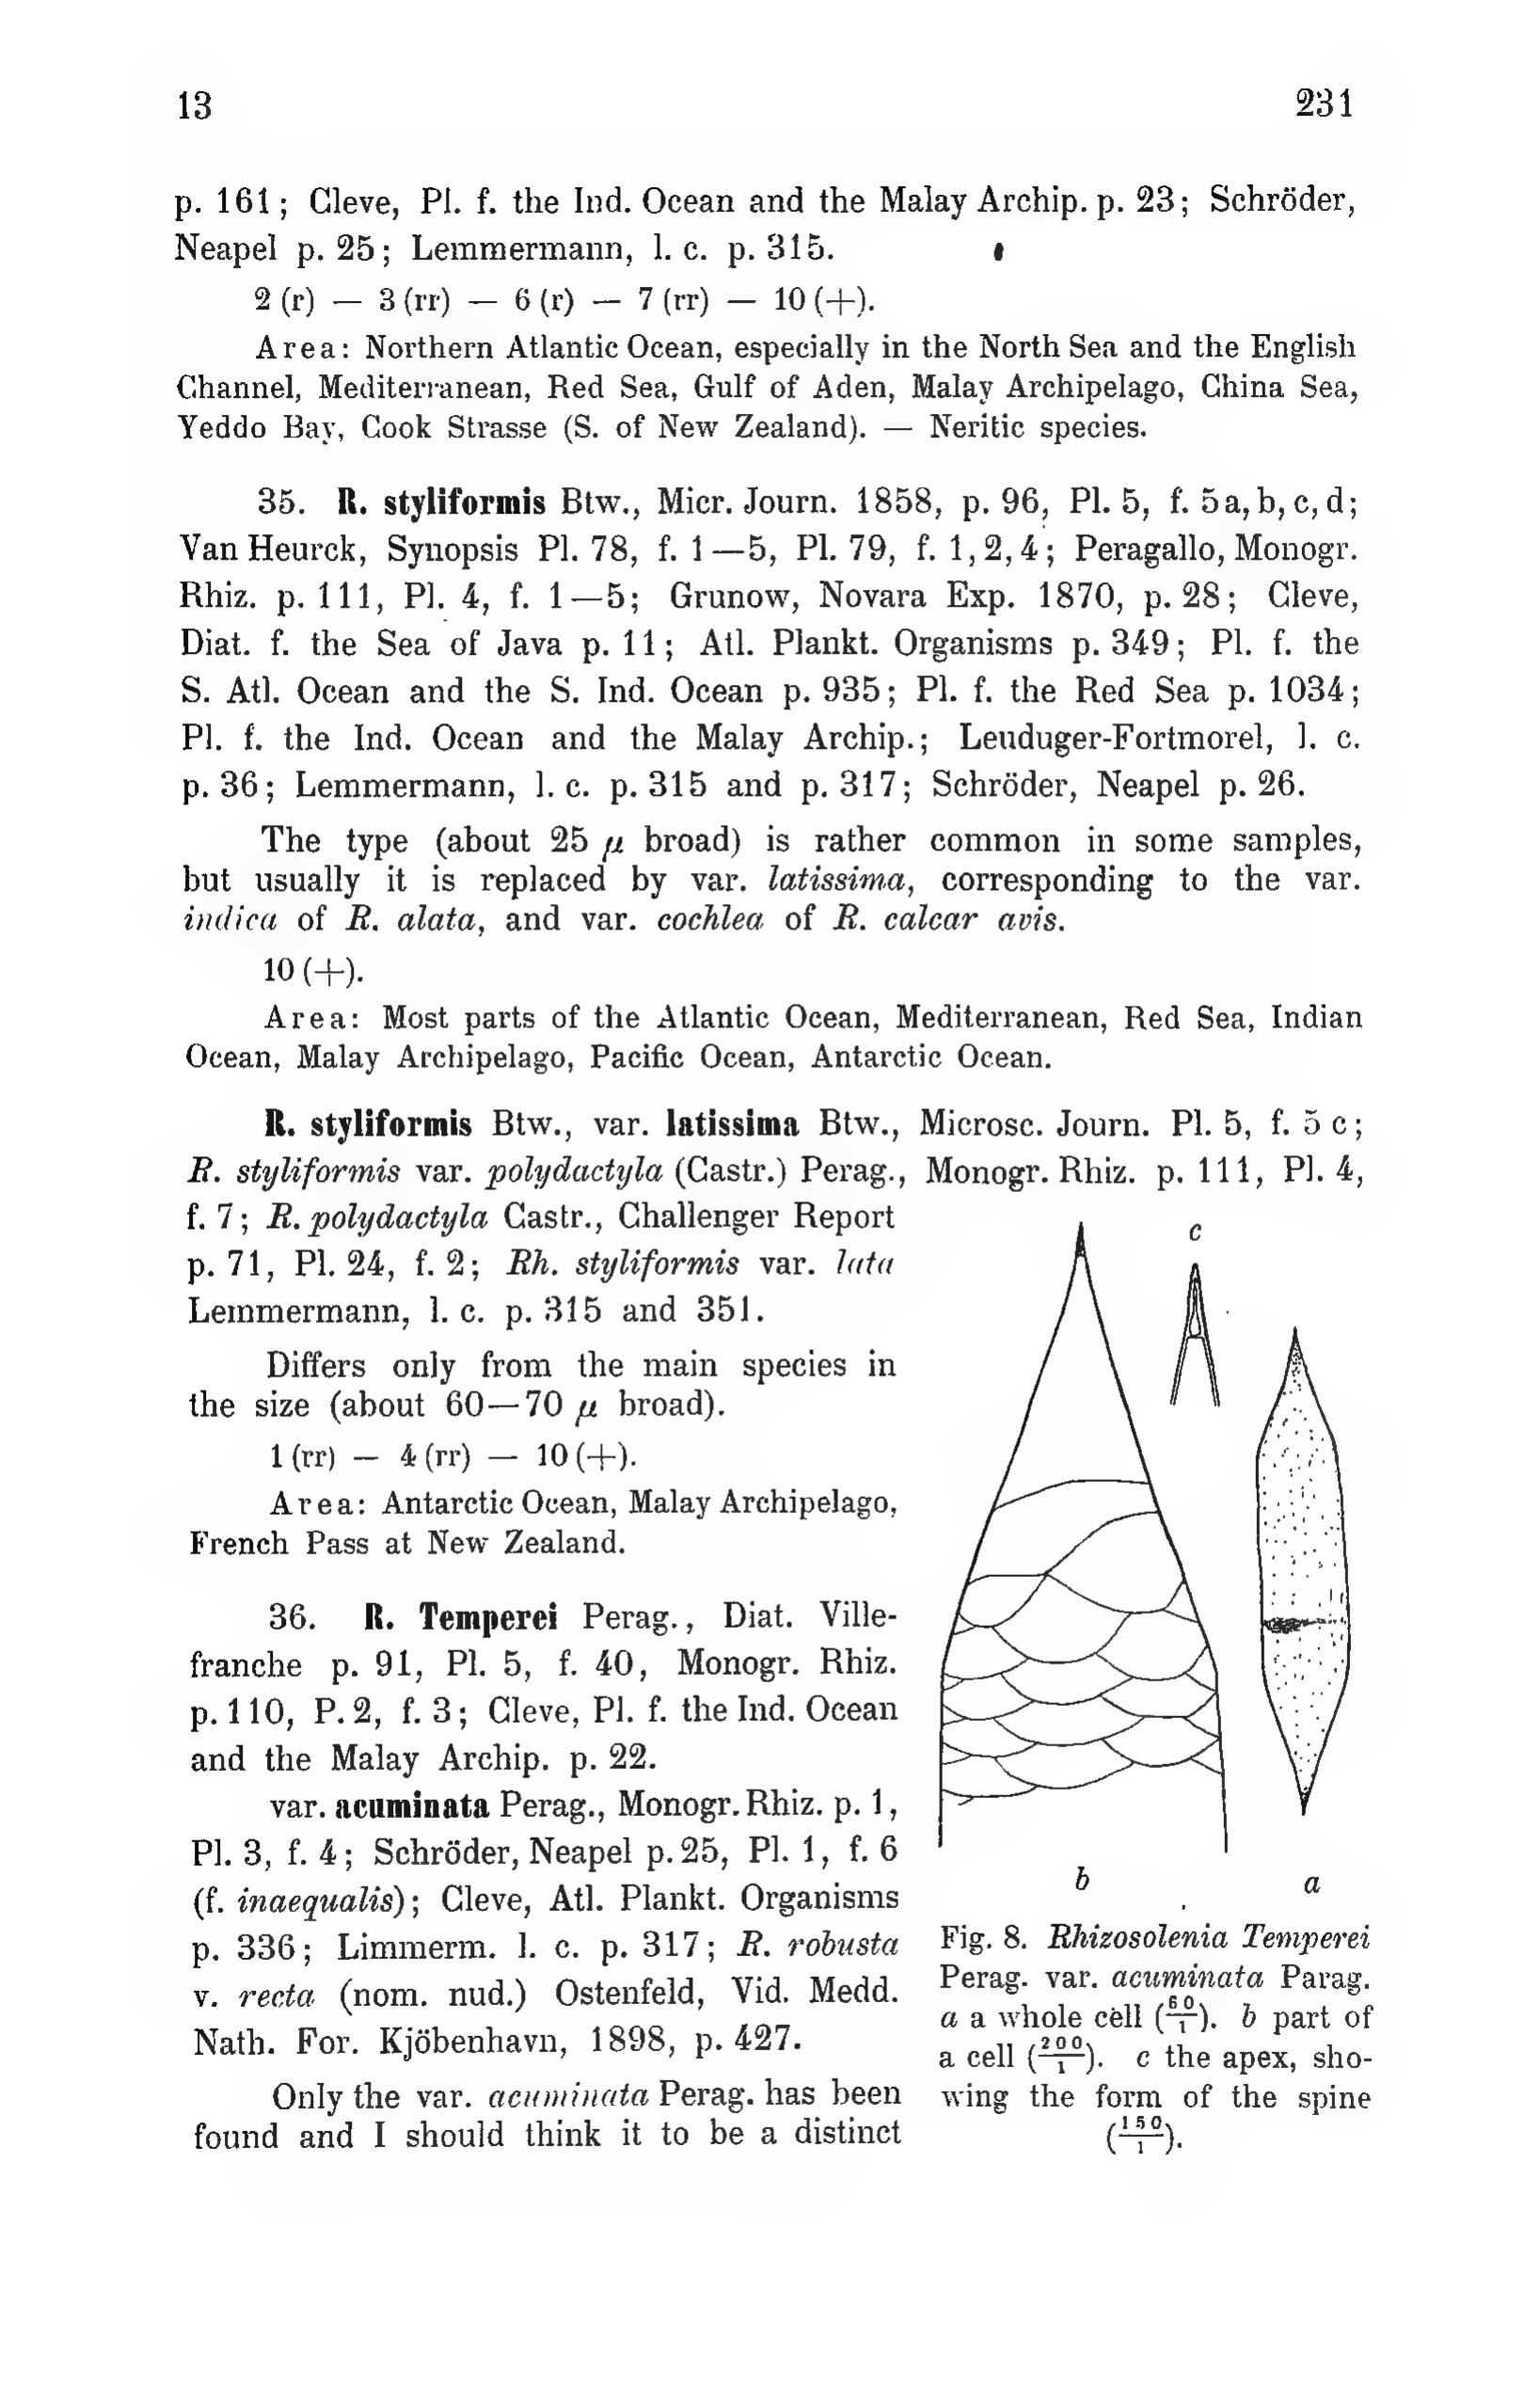 13 231
p. 161; Cleve, Pl. f. the Ind. Ocean and the Malay Archip. p. 23; Schröder,
Neapel p. 25; Lemmermann, l. c. p. 315.
2 (r) — 3 (rr) — 6 (r) — 7 (rr) — 10 (+).
Area: Northern Atlantic Ocean, especially in the North Sea and the English
Channel, Mediterranean, Red Sea, Gulf of Aden, Malay Archipelago, China Sea,
Yeddo Bay, Cook Strasse (S. of New Zealand). — Neritic species.
35. R. styliformis Btw., Micr. Journ. 1858, p. 96, Pl. 5, f. 5 a, b, c, d;
Van Heurck, Synopsis Pl. 78, f. 1—5, Pl. 79, f. 1, 2, 4; Peragallo, Monogr.
Rhiz. p. 111, Pl. 4, f. 1—5; Grunow, Novara Exp. 1870, p. 28; Cleve,
Diat. f. the Sea of Java p. 11; Atl. Plankt. Organisms p. 349; Pl. f. the
S. Atl. Ocean and the S. Ind. Ocean p. 935; Pl. f. the Red Sea p. 1034;
Pl. f. the Ind. Ocean and the Malay Archip.; Leuduger-Fortmorel, l. c.
p. 36; Lemmermann, l. c. p. 315 and p. 317; Schröder, Neapel p. 26.
The type (about 25 μ broad) is rather common in some samples,
but usually it is replaced by var. latissima, corresponding to the var.
indica of R. alata, and var. cochlea of R. calcar avis.
10 (+).
Area: Most parts of the Atlantic Ocean, Mediterranean, Red Sea, Indian
Ocean, Malay Archipelago, Pacific Ocean, Antarctic Ocean.
R. styliformis Btw., var. latissima Btw., Microsc. Journ. Pl. 5, f. 5 c;
R. styliformis var. polydactyla (Castr.) Perag., Monogr. Rhiz. p. 111, Pl. 4,
f. 7; R. polydactyla Castr., Challenger Report
p. 71, Pl. 24, f. 2; Rh. styliformis var. lata
Lemmermann, l. c. p. 315 and 351.
Differs only from the main species in
the size (about 60—70 μ broad).
1 (rr) — 4 (rr) — 10 (+).
Area: Antarctic Ocean, Malay Archipelago,
French Pass at New Zealand.
36. R. Temperei Perag., Diat. Ville-
franche p. 91, Pl. 5, f. 40, Monogr. Rhiz.
p. 110, P. 2, f. 3; Cleve, Pl. f. the Ind. Ocean
and the Malay Archip. p. 22.
var. acuminata Perag., Monogr. Rhiz. p. 1,
Pl. 3, f. 4; Schröder, Neapel p. 25, Pl. 1, f. 6
(f. inaequalis); Cleve, Atl. Plankt. Organisms
p. 336; Limmerm. l. c. p. 317; R. robusta
v. recta (nom. nud.) Ostenfeld, Vid. Medd.
Nath. For. Kjöbenhavn, 1898, p. 427.
Only the var. acuminata Perag. has been
found and I should think it to be a distinct
c
b a
Fig. 8. Rhizosolenia Temperei
Perag. var. acuminata Parag.
a a whole cell (60/1). b part of
a cell (200/1). c the apex, sho-
wing the form of the spine
(150/1).